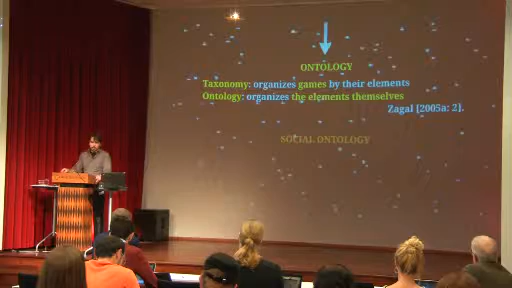 ONTOLOGY
Taxonomy: organizes games by their elements
Ontology: organizes the elements themselves
Zagal [2005a: 2].
SOCIAL ONTOLOGY